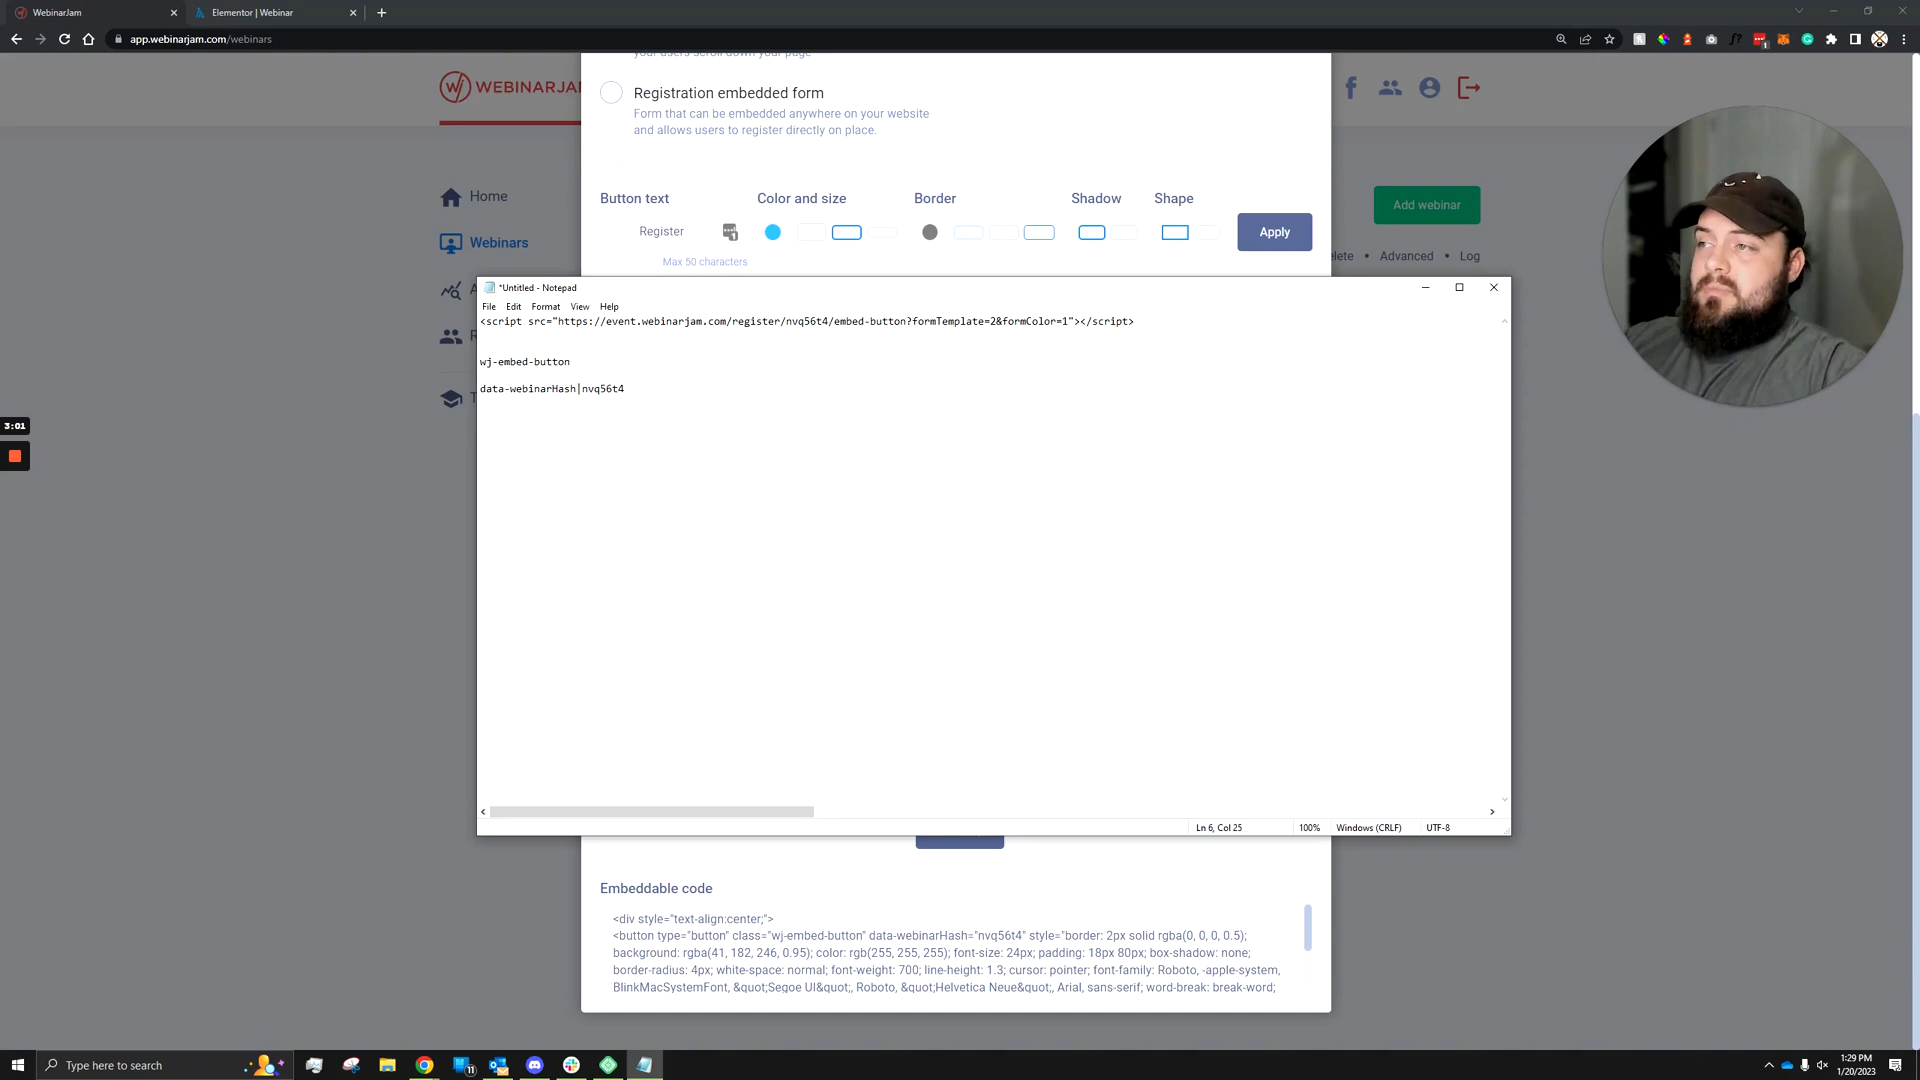 WebinarJam
Elementor | Webinar
app.webinarjam.com/webinars
your users scroll down your page
WEBINARJA
Registration embedded form
Form that can be embedded anywhere on your website
and allows users to register directly on place.
Home
Webinars
Button text
Color and size
Border
Shadow
Shape
Register
Apply
Max 50 characters
Add webinar
lete • Advanced • Log
*Untitled - Notepad
File Edit Format View Help
<script src="https://event.webinarjam.com/register/nvq56t4/embed-button?formTemplate=2&formColor=1"></script>
wj-embed-button
data-webinarHash|nvq56t4
3:01
Ln 6, Col 25
100%
Windows (CRLF)
UTF-8
Embeddable code
<div style="text-align:center;">
<button type="button" class="wj-embed-button" data-webinarHash="nvq56t4" style="border: 2px solid rgba(0, 0, 0, 0.5);
background: rgba(41, 182, 246, 0.95); color: rgb(255, 255, 255); font-size: 24px; padding: 18px 80px; box-shadow: none;
border-radius: 4px; white-space: normal; font-weight: 700; line-height: 1.3; cursor: pointer; font-family: Roboto, -apple-system,
BlinkMacSystemFont, &quot;Segoe UI&quot;, Roboto, &quot;Helvetica Neue&quot;, Arial, sans-serif; word-break: break-word;
Type here to search
11
1:29 PM
1/20/2023